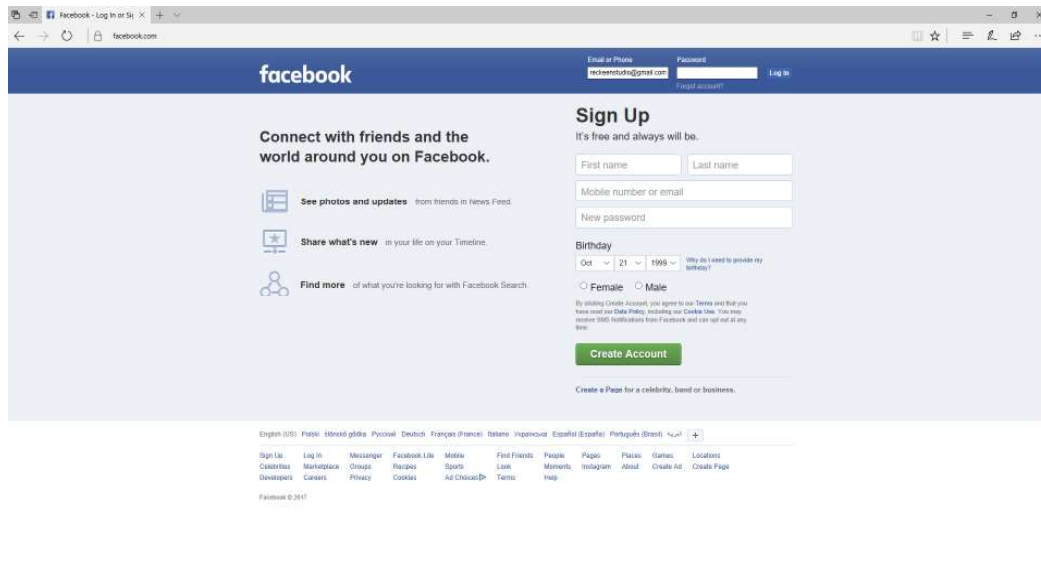 Facebook - Log In or Si
facebook.com
facebook
Email or Phone
Password
reckeenstudio@gmail.com
Log In
Forgot account?
Connect with friends and the
world around you on Facebook.
See photos and updates from friends in News Feed.
Share what's new in your life on your Timeline.
Find more of what you're looking for with Facebook Search.
Sign Up
It's free and always will be.
First name
Last name
Mobile number or email
New password
Birthday
Oct 21 1999
Why do I need to provide my
birthday?
Female Male
By clicking Create Account, you agree to our Terms and that you
have read our Data Policy, including our Cookie Use. You may
receive SMS Notifications from Facebook and can opt out at any
time.
Create Account
Create a Page for a celebrity, band or business.
English (US) Polski Русский Deutsch Français (France) Italiano Українська Español (España) Português (Brasil) العربية +
Sign Up Log In Messenger Facebook Lite Mobile Find Friends People Pages Places Games Locations
Celebrities Marketplace Groups Recipes Sports Look Moments Instagram About Create Ad Create Page
Developers Careers Privacy Cookies Ad Choices Terms Help
Facebook © 2017